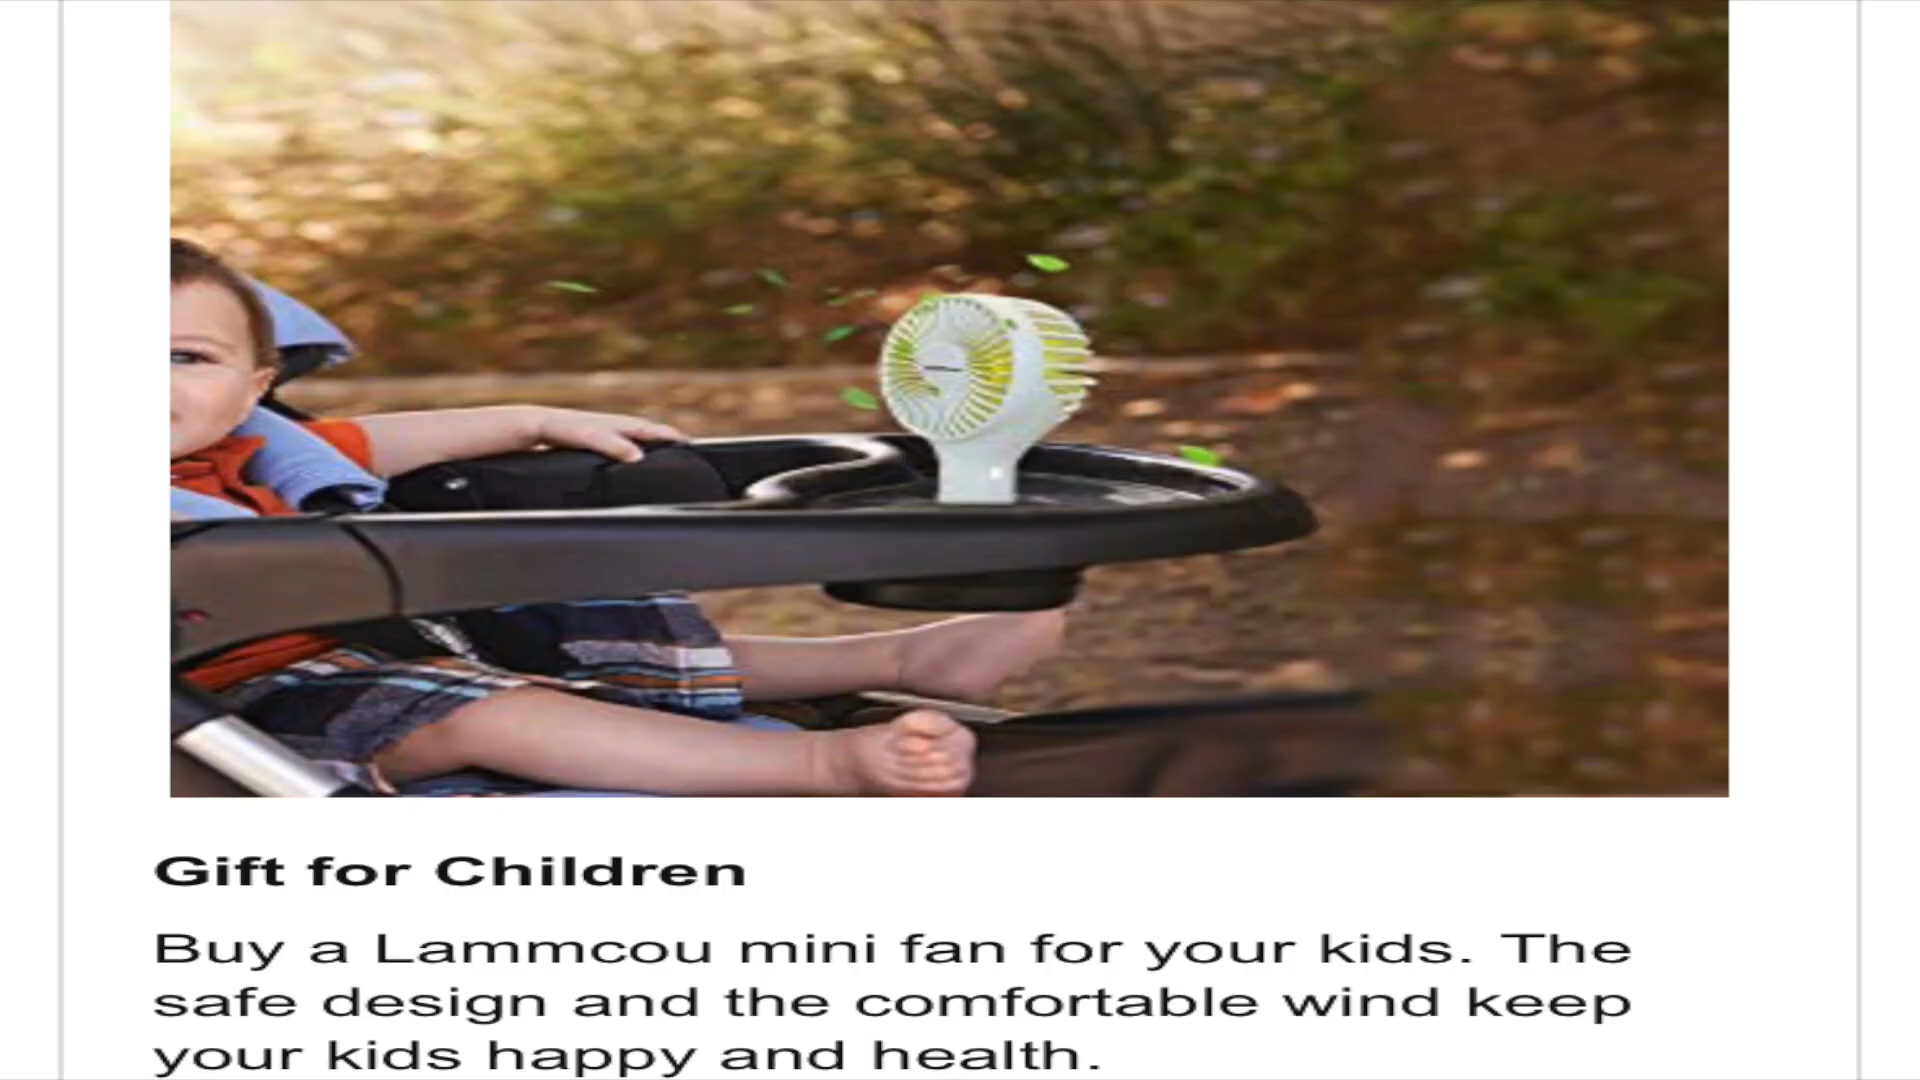 Gift for Children
Buy a Lammcou mini fan for your kids. The
safe design and the comfortable wind keep
your kids happy and health.